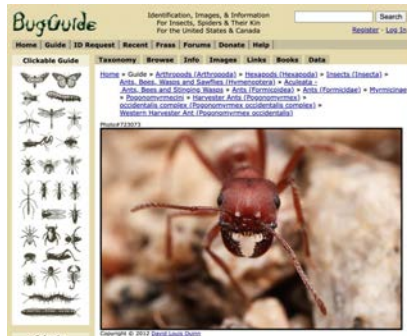 BugGuide
Identification, Images, & Information
For Insects, Spiders & Their Kin
For the United States & Canada
Search
Register · Log In
Home Guide ID Request Recent Frass Forums Donate Help
Clickable Guide
Taxonomy Browse Info Images Links Books Data
Home » Guide » Arthropods (Arthropoda) » Hexapods (Hexapoda) » Insects (Insecta) »
Ants, Bees, Wasps and Sawflies (Hymenoptera) » Aculeata -
Ants, Bees and Stinging Wasps » Ants (Formicoidea) » Ants (Formicidae) » Myrmicinae
» Pogonomyrmecini » Harvester Ants (Pogonomyrmex) »
occidentalis complex (Pogonomyrmex occidentalis) »
Western Harvester Ant (Pogonomyrmex occidentalis)
Photo#723073
Copyright © 2012 David Louis Quinn